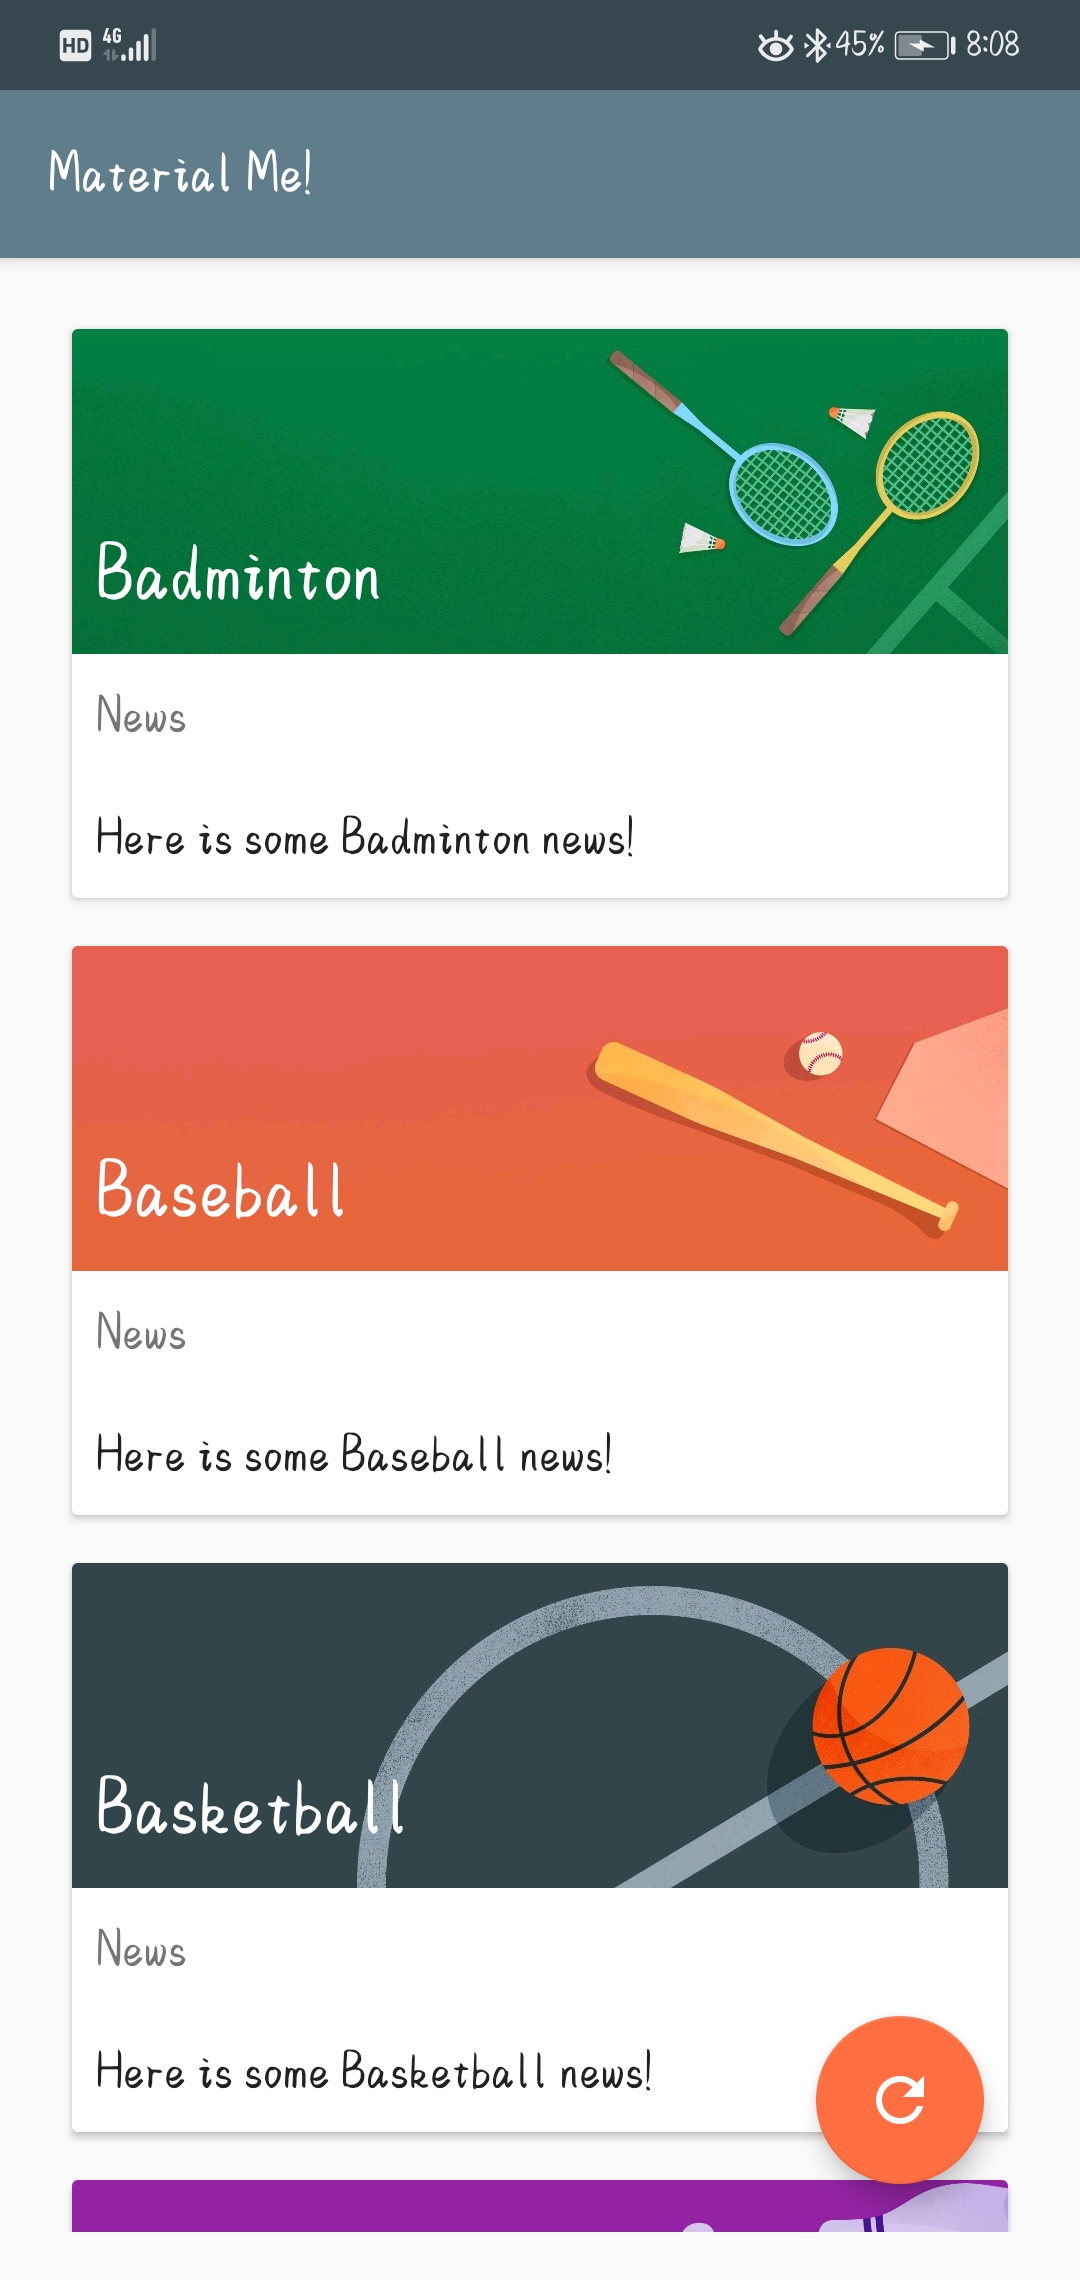 HD 4G 45% 8:08
Material Me!
Badminton
News
Here is some Badminton news!
Baseball
News
Here is some Baseball news!
Basketball
News
Here is some Basketball news!